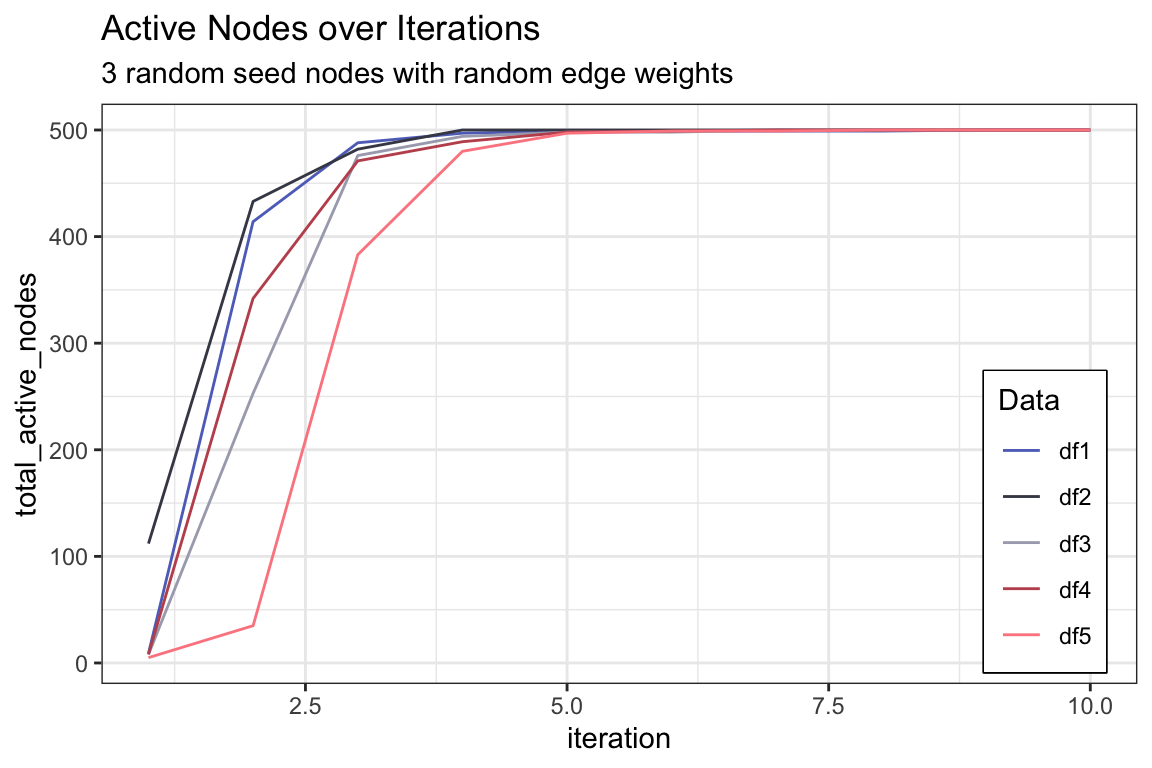 Active Nodes over Iterations
3 random seed nodes with random edge weights
total_active_nodes
500
400
300
200
100
0
2.5
5.0
7.5
10.0
iteration
Data
df1
df2
df3
df4
df5